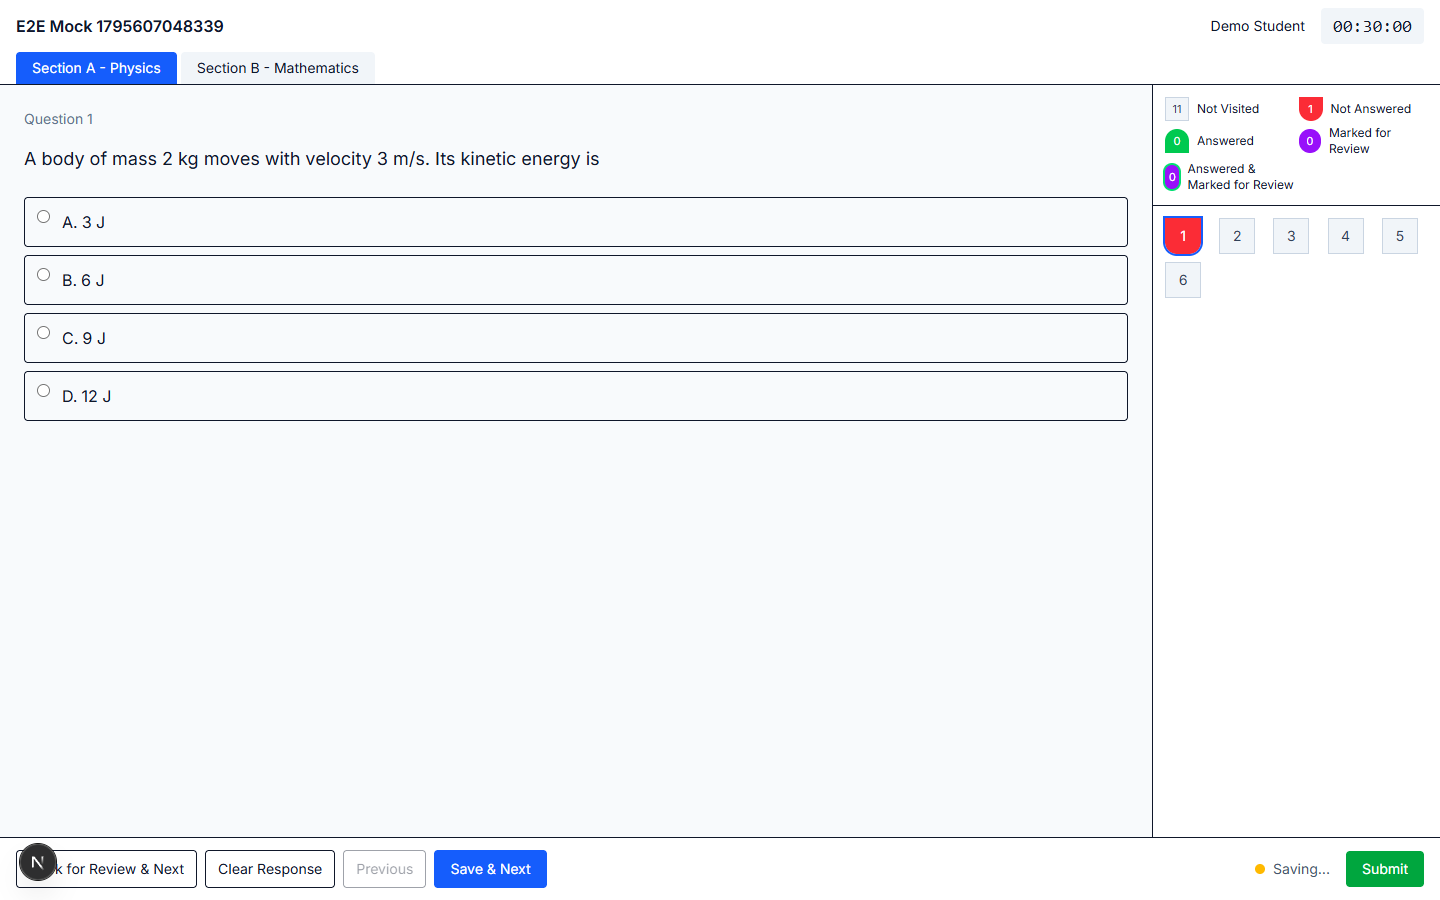 E2E Mock 1795607048339
Demo Student
00:30:00
Section A - Physics
Section B - Mathematics
Question 1
A body of mass 2 kg moves with velocity 3 m/s. Its kinetic energy is
A. 3 J
B. 6 J
C. 9 J
D. 12 J
11 Not Visited
1 Not Answered
0 Answered
0 Marked for
Review
0 Answered &
Marked for Review
1 2 3 4 5
6
N
k for Review & Next
Clear Response
Previous
Save & Next
Saving...
Submit